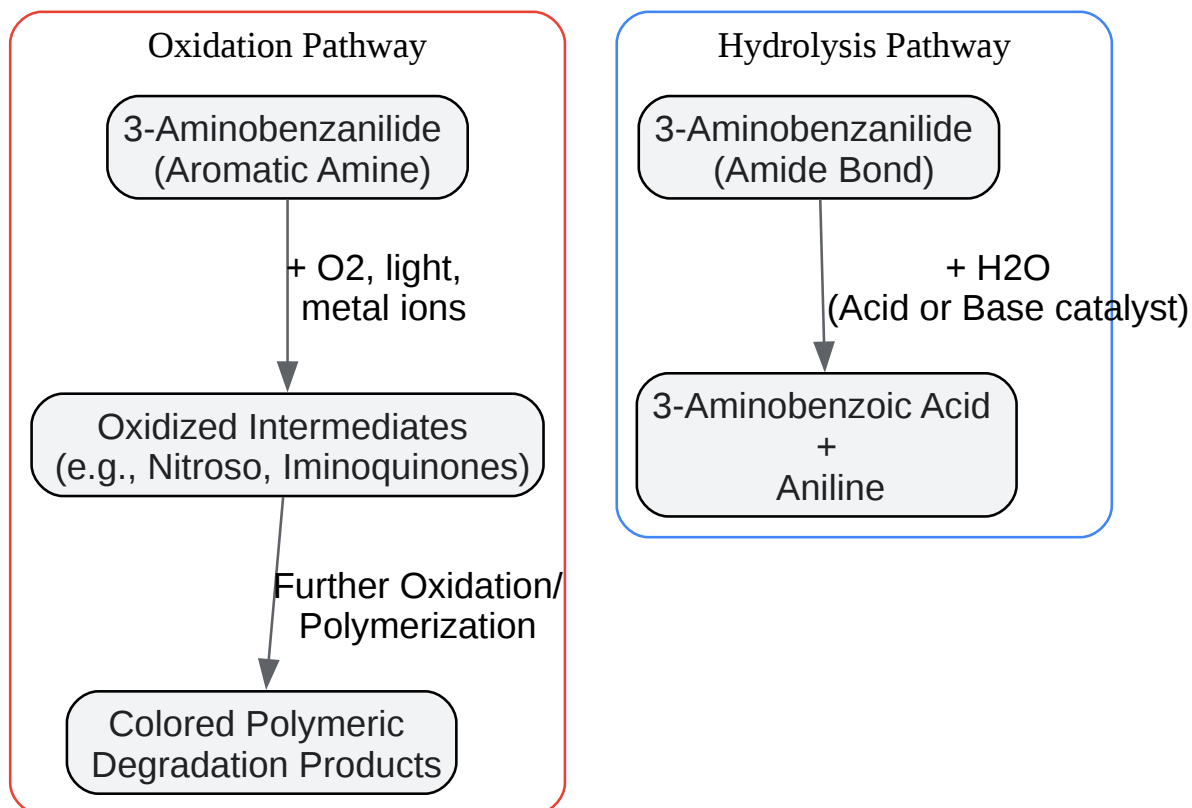 Oxidation Pathway
3-Aminobenzanilide
(Aromatic Amine)
+ O2, light,
metal ions
Oxidized Intermediates
(e.g., Nitroso, Iminoquinones)
Further Oxidation/
Polymerization
Colored Polymeric
Degradation Products
Hydrolysis Pathway
3-Aminobenzanilide
(Amide Bond)
+ H2O
(Acid or Base catalyst)
3-Aminobenzoic Acid
+
Aniline